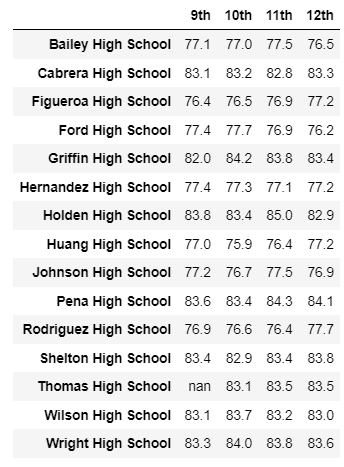 9th 10th 11th 12th
Bailey High School 77.1 77.0 77.5 76.5
Cabrera High School 83.1 83.2 82.8 83.3
Figueroa High School 76.4 76.5 76.9 77.2
Ford High School 77.4 77.7 76.9 76.2
Griffin High School 82.0 84.2 83.8 83.4
Hernandez High School 77.4 77.3 77.1 77.2
Holden High School 83.8 83.4 85.0 82.9
Huang High School 77.0 75.9 76.4 77.2
Johnson High School 77.2 76.7 77.5 76.9
Pena High School 83.6 83.4 84.3 84.1
Rodriguez High School 76.9 76.6 76.4 77.7
Shelton High School 83.4 82.9 83.4 83.8
Thomas High School nan 83.1 83.5 83.5
Wilson High School 83.1 83.7 83.2 83.0
Wright High School 83.3 84.0 83.8 83.6